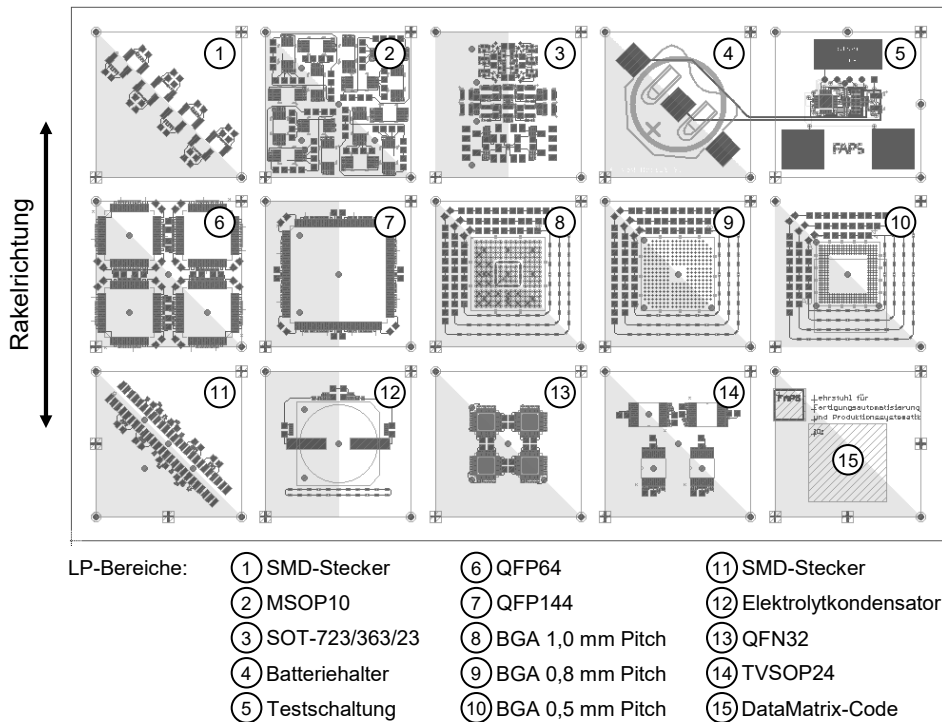 1 2 3 4 5
FAPS
Rakelrichtung
6 7 8 9 10
11 12 13 14
FAPS Lehrstuhl für
Fertigungsautomatisierung
und Produktionssystematik
15
LP-Bereiche:
1 SMD-Stecker
2 MSOP10
3 SOT-723/363/23
4 Batteriehalter
5 Testschaltung
6 QFP64
7 QFP144
8 BGA 1,0 mm Pitch
9 BGA 0,8 mm Pitch
10 BGA 0,5 mm Pitch
11 SMD-Stecker
12 Elektrolytkondensator
13 QFN32
14 TVSOP24
15 DataMatrix-Code